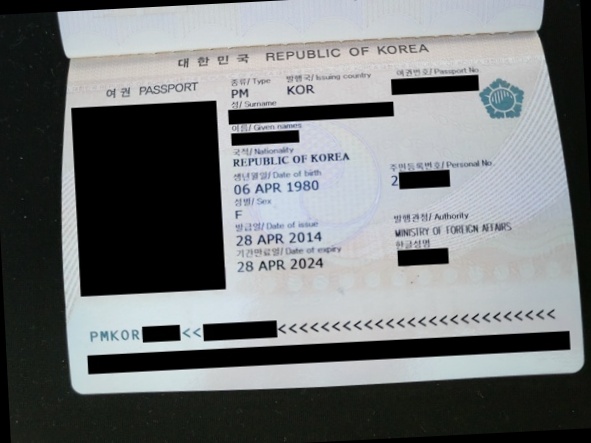 대한민국 REPUBLIC OF KOREA
여권 PASSPORT
종류/ Type 발행국/ Issuing country 여권번호/ Passport No.
PM KOR
성/ Surname
이름/ Given names
국적/ Nationality
REPUBLIC OF KOREA
생년월일/ Date of birth 주민등록번호/ Personal No.
06 APR 1980 2
성별/ Sex
F
발급일/ Date of issue 발행관청/ Authority
28 APR 2014 MINISTRY OF FOREIGN AFFAIRS
기간만료일/ Date of expiry 한글성명
28 APR 2024
PMKOR <<